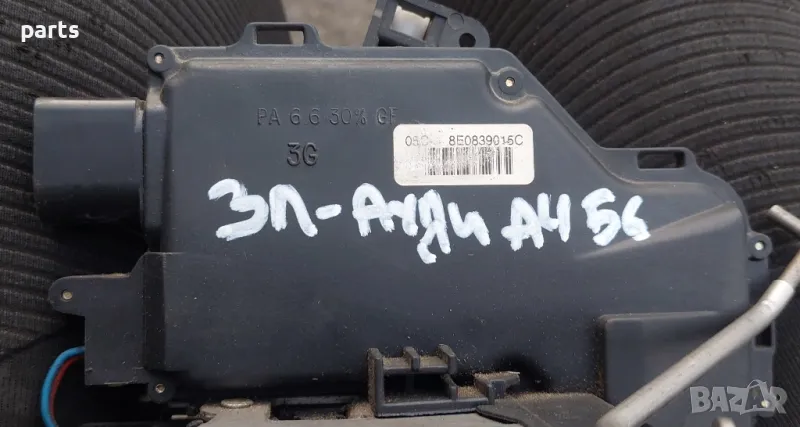 parts
PA 6.6 30% GF
3G
8E0839015C
ЗЛ-АУДИ А4 Б6
BAZAR